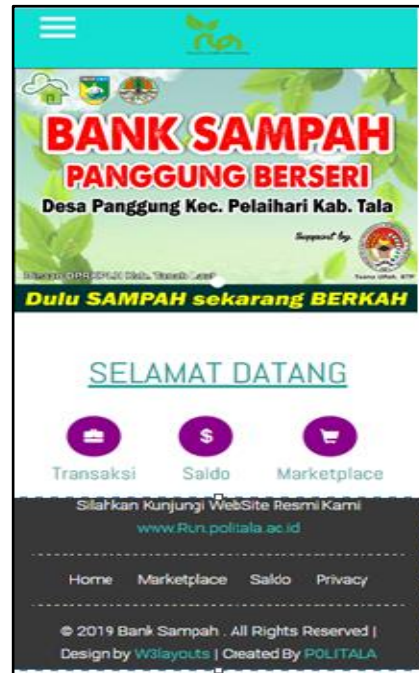 BANK SAMPAH
PANGGUNG BERSERI
Desa Panggung Kec. Pelaihari Kab. Tala
Support by.
Dulu SAMPAH sekarang BERKAH
SELAMAT DATANG
Transaksi Saldo Marketplace
Silahkan Kunjungi WebSite Resmi Kami
www.Run.politala.ac.id
Home Marketplace Saldo Privacy
© 2019 Bank Sampah . All Rights Reserved |
Design by W3layouts | Created By POLITALA